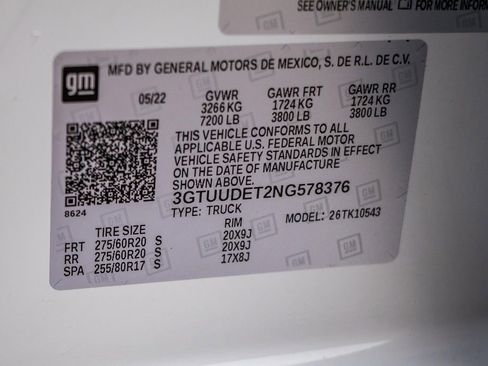 SEE OWNER'S MANUAL FOR MORE INFOR
gm
MFD BY GENERAL MOTORS DE MEXICO, S. DE R.L. DE C.V.
05/22 GVWR GAWR FRT GAWR RR
3266 KG 1724 KG 1724 KG
7200 LB 3800 LB 3800 LB
THIS VEHICLE CONFORMS TO ALL
APPLICABLE U.S. FEDERAL MOTOR
VEHICLE SAFETY STANDARDS IN EFFECT
ON THE DATE OF MANUFACTURE
SHOWN ABOVE.
3GTUUDET2NG578376
8624
TYPE: TRUCK MODEL: 26TK10543
TIRE SIZE RIM
FRT 275/60R20 S 20X9J
RR 275/60R20 S 20X9J
SPA 255/80R17 S 17X8J